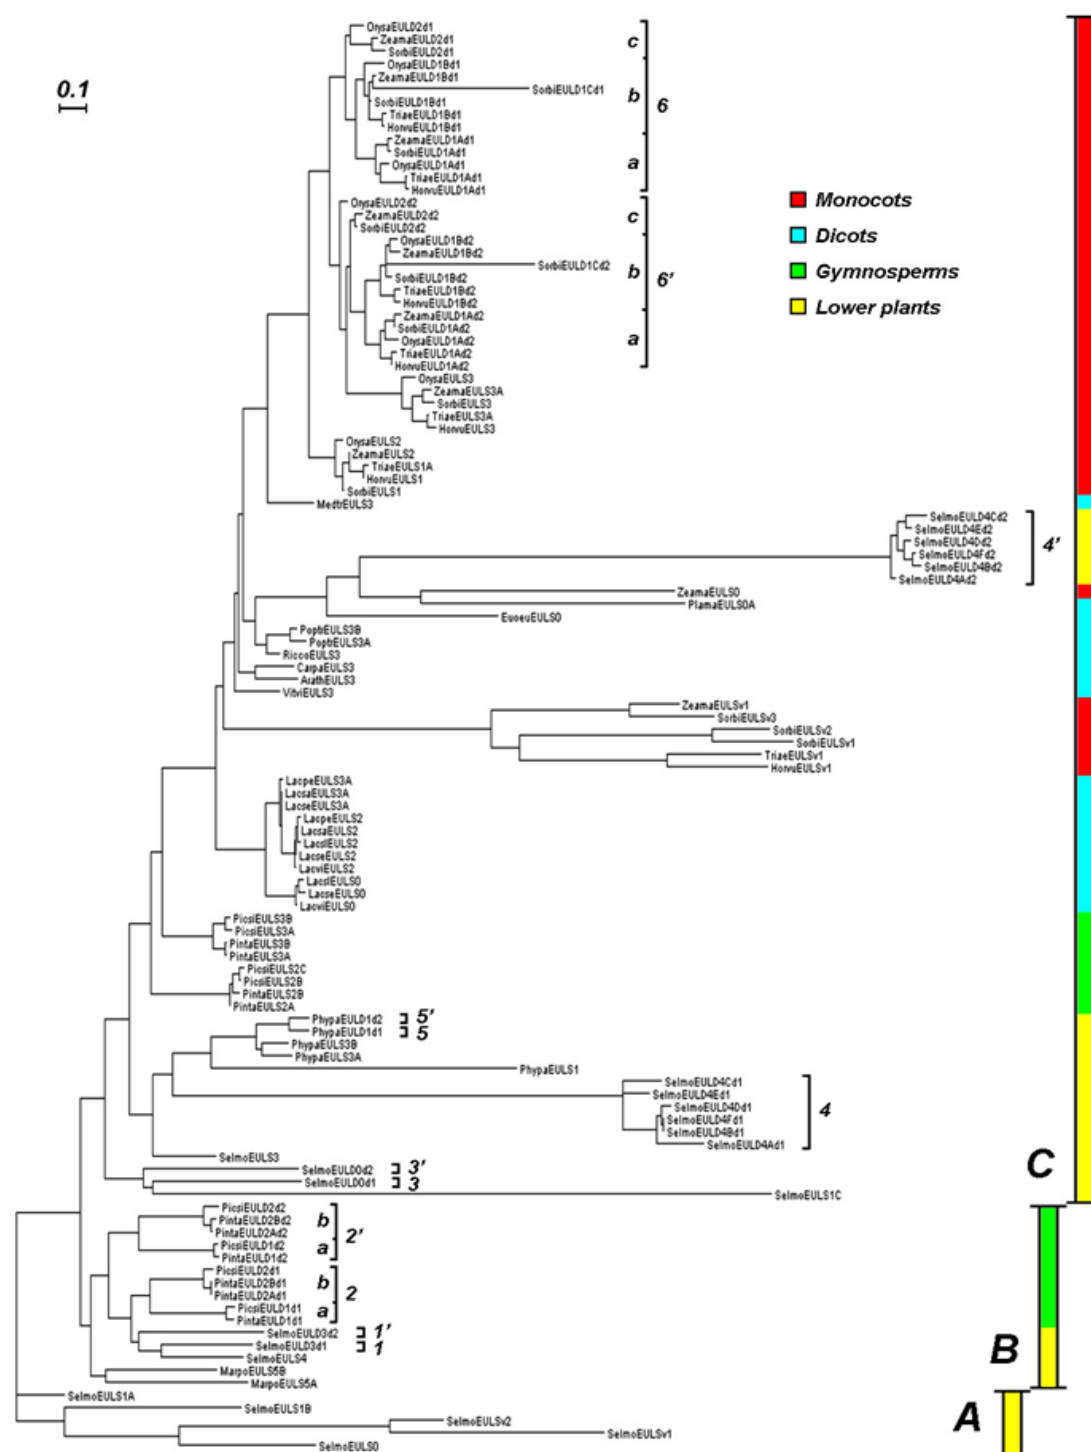 OrysaEULD2d1
ZeamaEULD2d1
SorbiEULD2d1
c
OrysaEULD1Bd1
ZeamaEULD1Bd1
0.1
SorbiEULD1Cd1
b
6
SorbiEULD1Bd1
TriaeEULD1Bd1
HorvuEULD1Bd1
ZeamaEULD1Ad1
SorbiEULD1Ad1
OrysaEULD1Ad1
a
TriaeEULD1Ad1
HorvuEULD1Ad1
Monocots
Dicots
Gymnosperms
Lower plants
OrysaEULD2d2
ZeamaEULD2d2
c
SorbiEULD2d2
OrysaEULD1Bd2
ZeamaEULD1Bd2
SorbiEULD1Cd2
b
6'
SorbiEULD1Bd2
TriaeEULD1Bd2
HorvuEULD1Bd2
ZeamaEULD1Ad2
SorbiEULD1Ad2
OrysaEULD1Ad2
a
TriaeEULD1Ad2
HorvuEULD1Ad2
OrysaEULS3
ZeamaEULS3A
SorbiEULS3
TriaeEULS3A
HorvuEULS3
OrysaEULS2
ZeamaEULS2
TriaeEULS1A
HorvuEULS1
SorbiEULS1
MedtrEULS3
SelmoEULD4Cd2
SelmoEULD4Ed2
SelmoEULD4Dd2
4'
SelmoEULD4Fd2
SelmoEULD4Bd2
SelmoEULD4Ad2
ZeamaEULS0
PlamaEULS0A
EuoeuEULS0
PoptrEULS3B
PoptrEULS3A
RiccoEULS3
CarpaEULS3
ArathEULS3
VitviEULS3
ZeamaEULSv1
SorbiEULSv3
SorbiEULSv2
SorbiEULSv1
TriaeEULSv1
HorvuEULSv1
LacpeEULS3A
LacsaEULS3A
LacseEULS3A
LacpeEULS2
LacsaEULS2
LacslEULS2
LacseEULS2
LacviEULS2
LacslEULS0
LacseEULS0
LacviEULS0
PicsiEULS3B
PicsiEULS3A
PintaEULS3B
PintaEULS3A
PicsiEULS2C
PicsiEULS2B
PintaEULS2B
PintaEULS2A
PhypaEULD1d2
5'
PhypaEULD1d1
5
PhypaEULS3B
PhypaEULS3A
PhypaEULS1
SelmoEULD4Cd1
SelmoEULD4Ed1
SelmoEULD4Dd1
4
SelmoEULD4Fd1
SelmoEULD4Bd1
SelmoEULD4Ad1
SelmoEULS3
C
SelmoEULD0d2
3'
SelmoEULD0d1
3
SelmoEULS1C
PicsiEULD2d2
PintaEULD2Bd2
b
PintaEULD2Ad2
2'
PicsiEULD1d2
a
PintaEULD1d2
PicsiEULD2d1
PintaEULD2Bd1
b
PintaEULD2Ad1
2
PicsiEULD1d1
a
PintaEULD1d1
SelmoEULD3d2
1'
SelmoEULD3d1
1
SelmoEULS4
B
MarpoEULS5B
MarpoEULS5A
SelmoEULS1A
SelmoEULS1B
A
SelmoEULSv2
SelmoEULSv1
SelmoEULS0